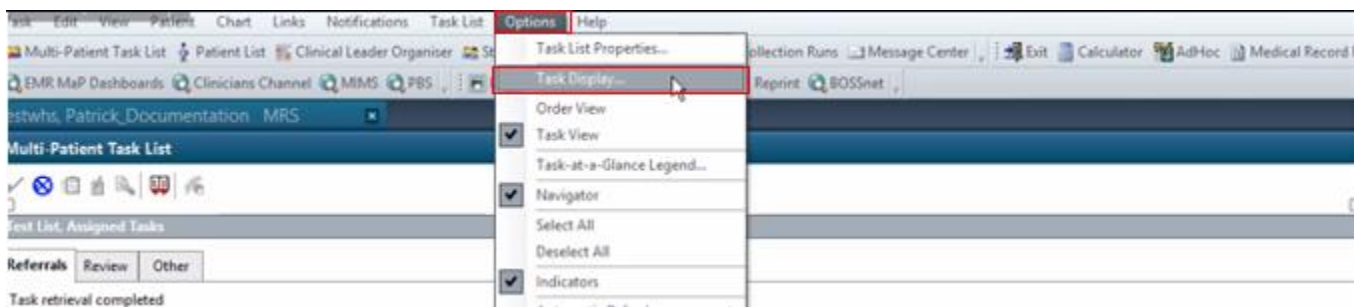 Task Edit View Patient Chart Links Notifications Task List Options Help
Multi-Patient Task List Patient List Clinical Leader Organiser ollection Runs Message Center Exit Calculator AdHoc Medical Record
EMR MaP Dashboards Clinicians Channel MIMS PBS Reprint BOSSnet
estwhs, Patrick_Documentation MRS
Multi-Patient Task List
Test List, Assigned Tasks
Referrals Review Other
Task retrieval completed
Task List Properties...
Task Display...
Order View
Task View
Task-at-a-Glance Legend...
Navigator
Select All
Deselect All
Indicators